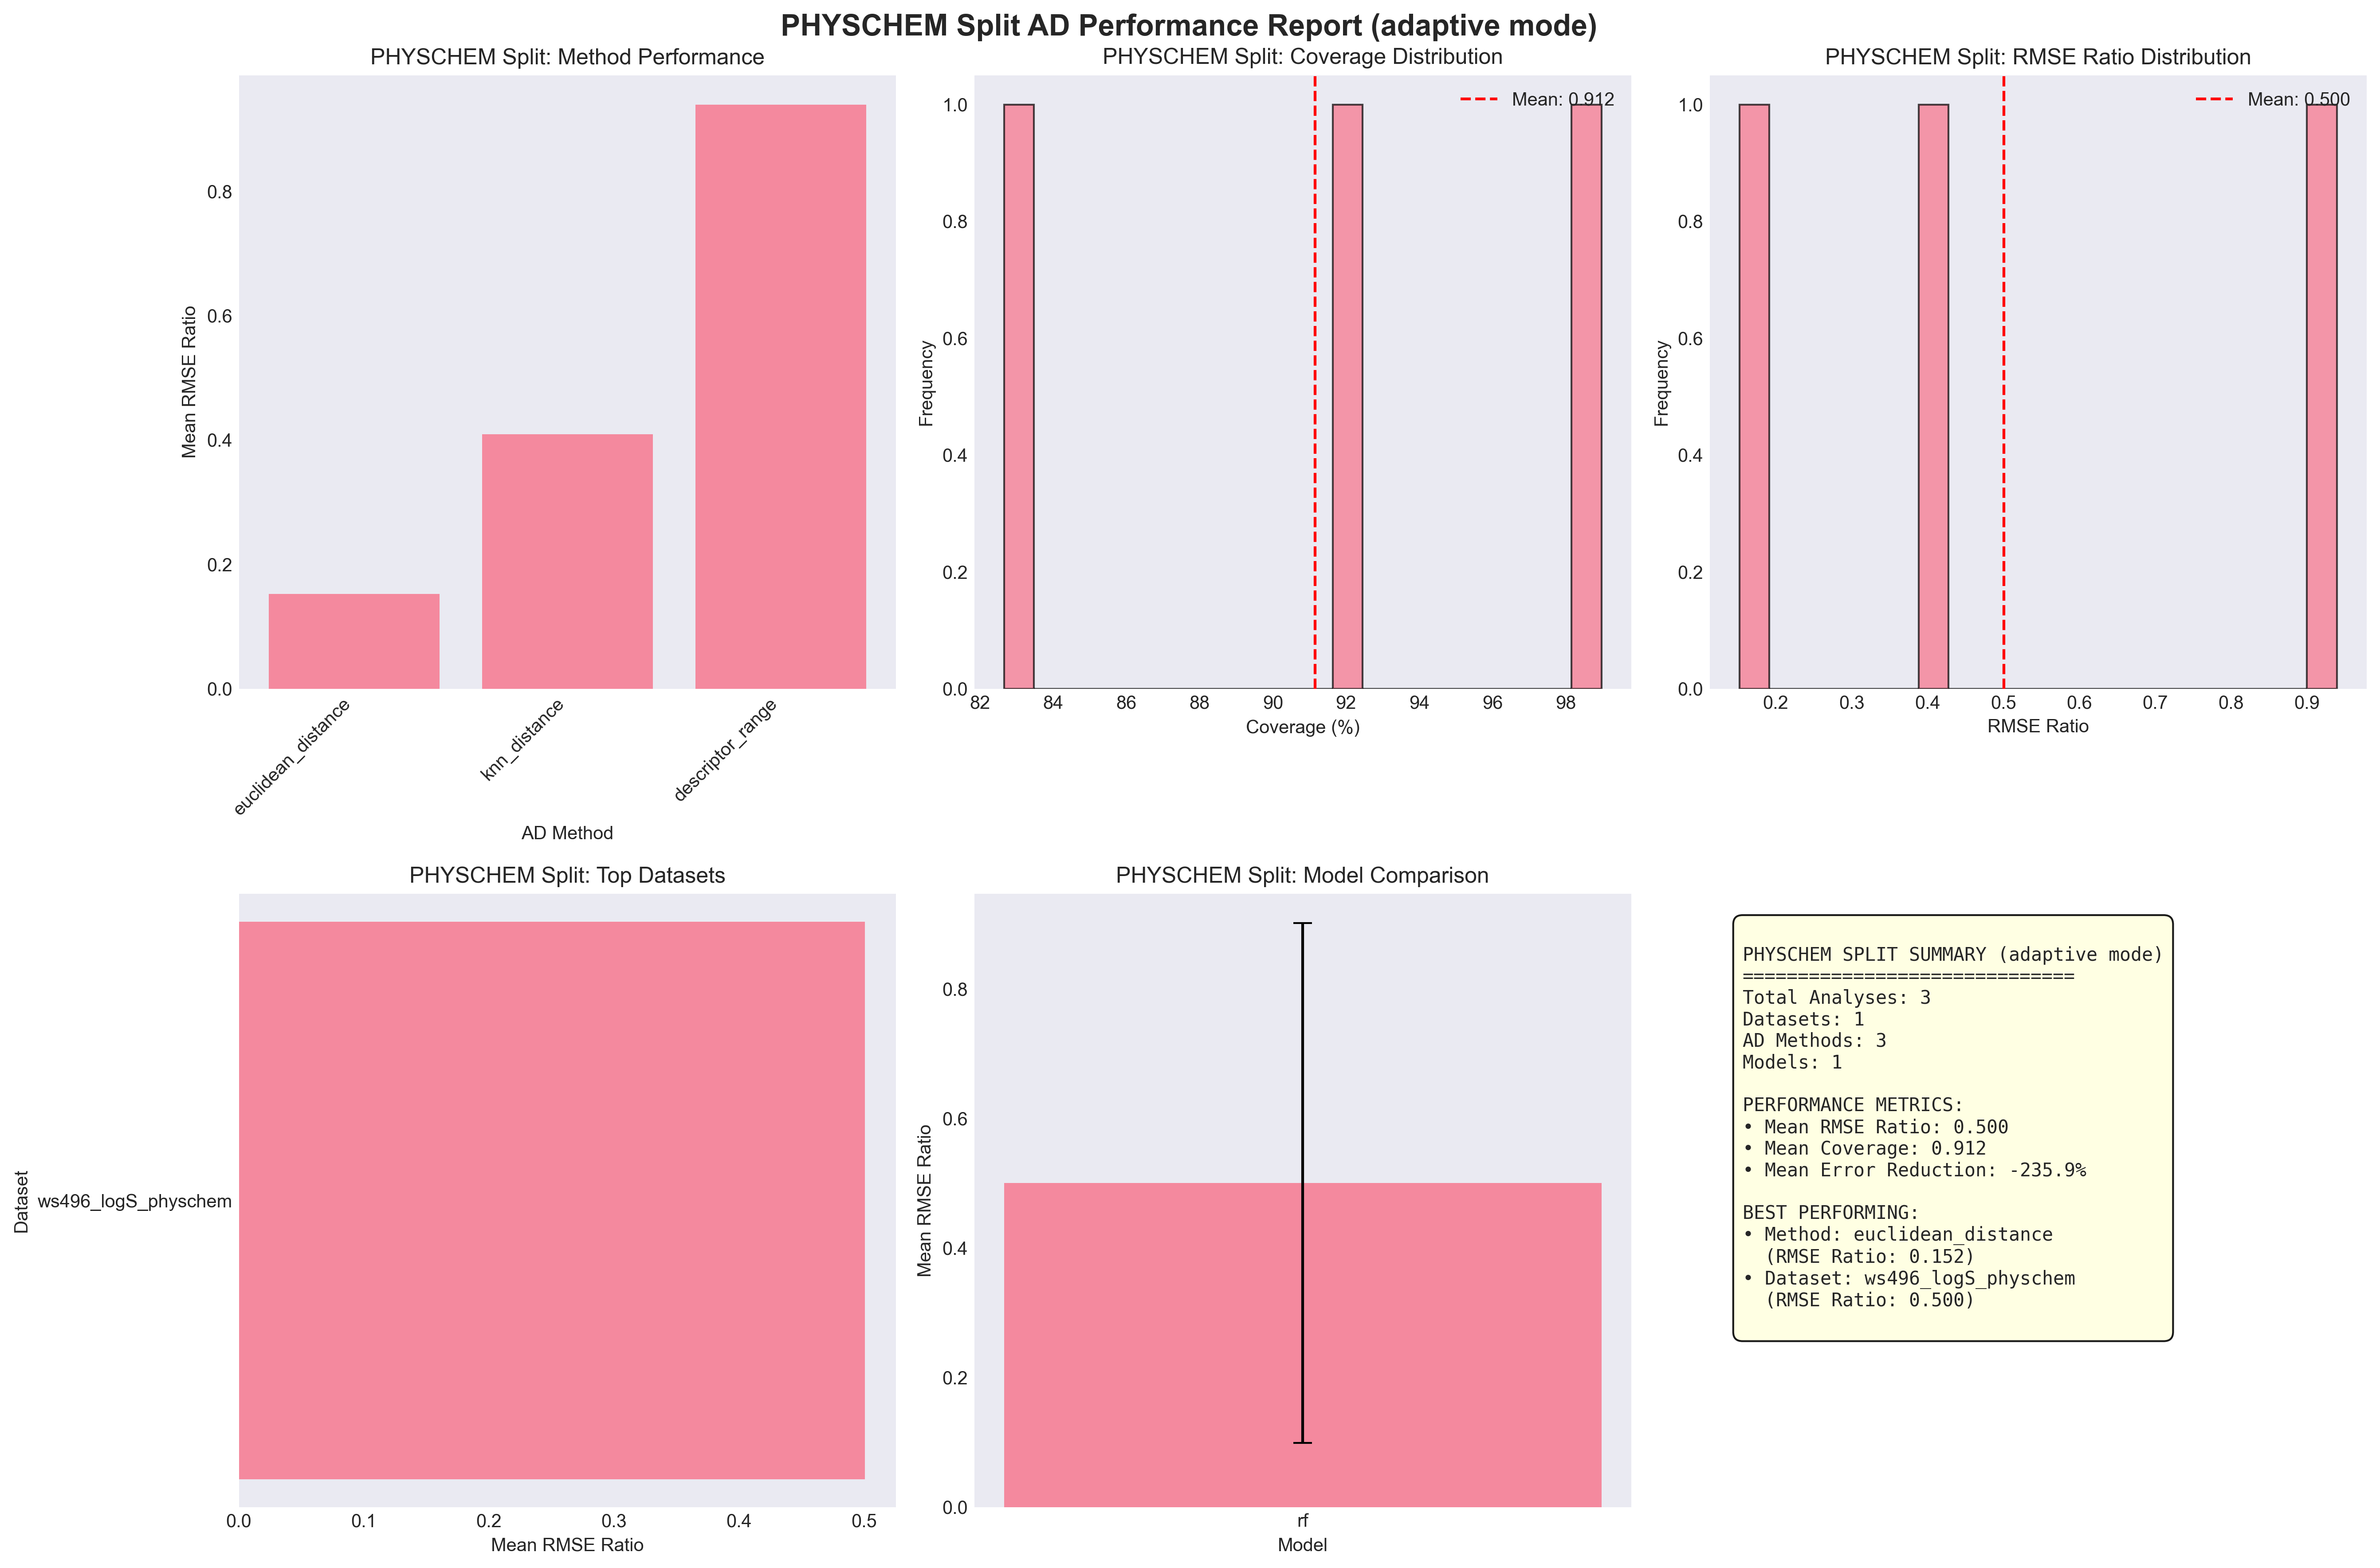 PHYSCHEM Split AD Performance Report (adaptive mode)
PHYSCHEM Split: Method Performance
Mean RMSE Ratio
0.8
0.6
0.4
0.2
0.0
euclidean_distance
knn_distance
descriptor_range
AD Method
PHYSCHEM Split: Coverage Distribution
Mean: 0.912
Frequency
1.0
0.8
0.6
0.4
0.2
0.0
82 84 86 88 90 92 94 96 98
Coverage (%)
PHYSCHEM Split: RMSE Ratio Distribution
Mean: 0.500
Frequency
1.0
0.8
0.6
0.4
0.2
0.0
0.2 0.3 0.4 0.5 0.6 0.7 0.8 0.9
RMSE Ratio
PHYSCHEM Split: Top Datasets
Dataset
ws496_logS_physchem
0.0 0.1 0.2 0.3 0.4 0.5
Mean RMSE Ratio
PHYSCHEM Split: Model Comparison
Mean RMSE Ratio
0.8
0.6
0.4
0.2
0.0
rf
Model
PHYSCHEM SPLIT SUMMARY (adaptive mode)
==============================
Total Analyses: 3
Datasets: 1
AD Methods: 3
Models: 1
PERFORMANCE METRICS:
• Mean RMSE Ratio: 0.500
• Mean Coverage: 0.912
• Mean Error Reduction: -235.9%
BEST PERFORMING:
• Method: euclidean_distance
(RMSE Ratio: 0.152)
• Dataset: ws496_logS_physchem
(RMSE Ratio: 0.500)